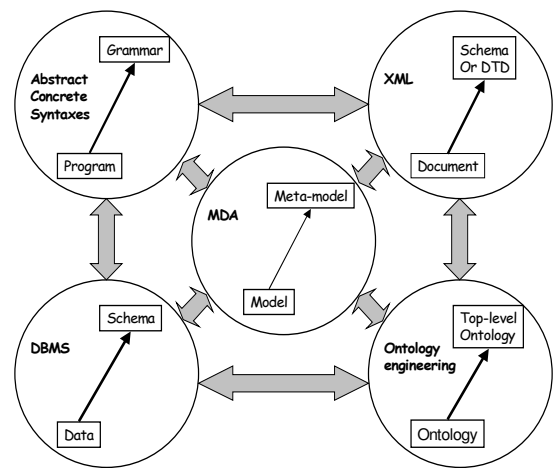 Grammar
Abstract
Concrete
Syntaxes
Program
Schema
Or DTD
XML
Document
Meta-model
MDA
Model
Schema
DBMS
Data
Top-level
Ontology
Ontology
engineering
Ontology